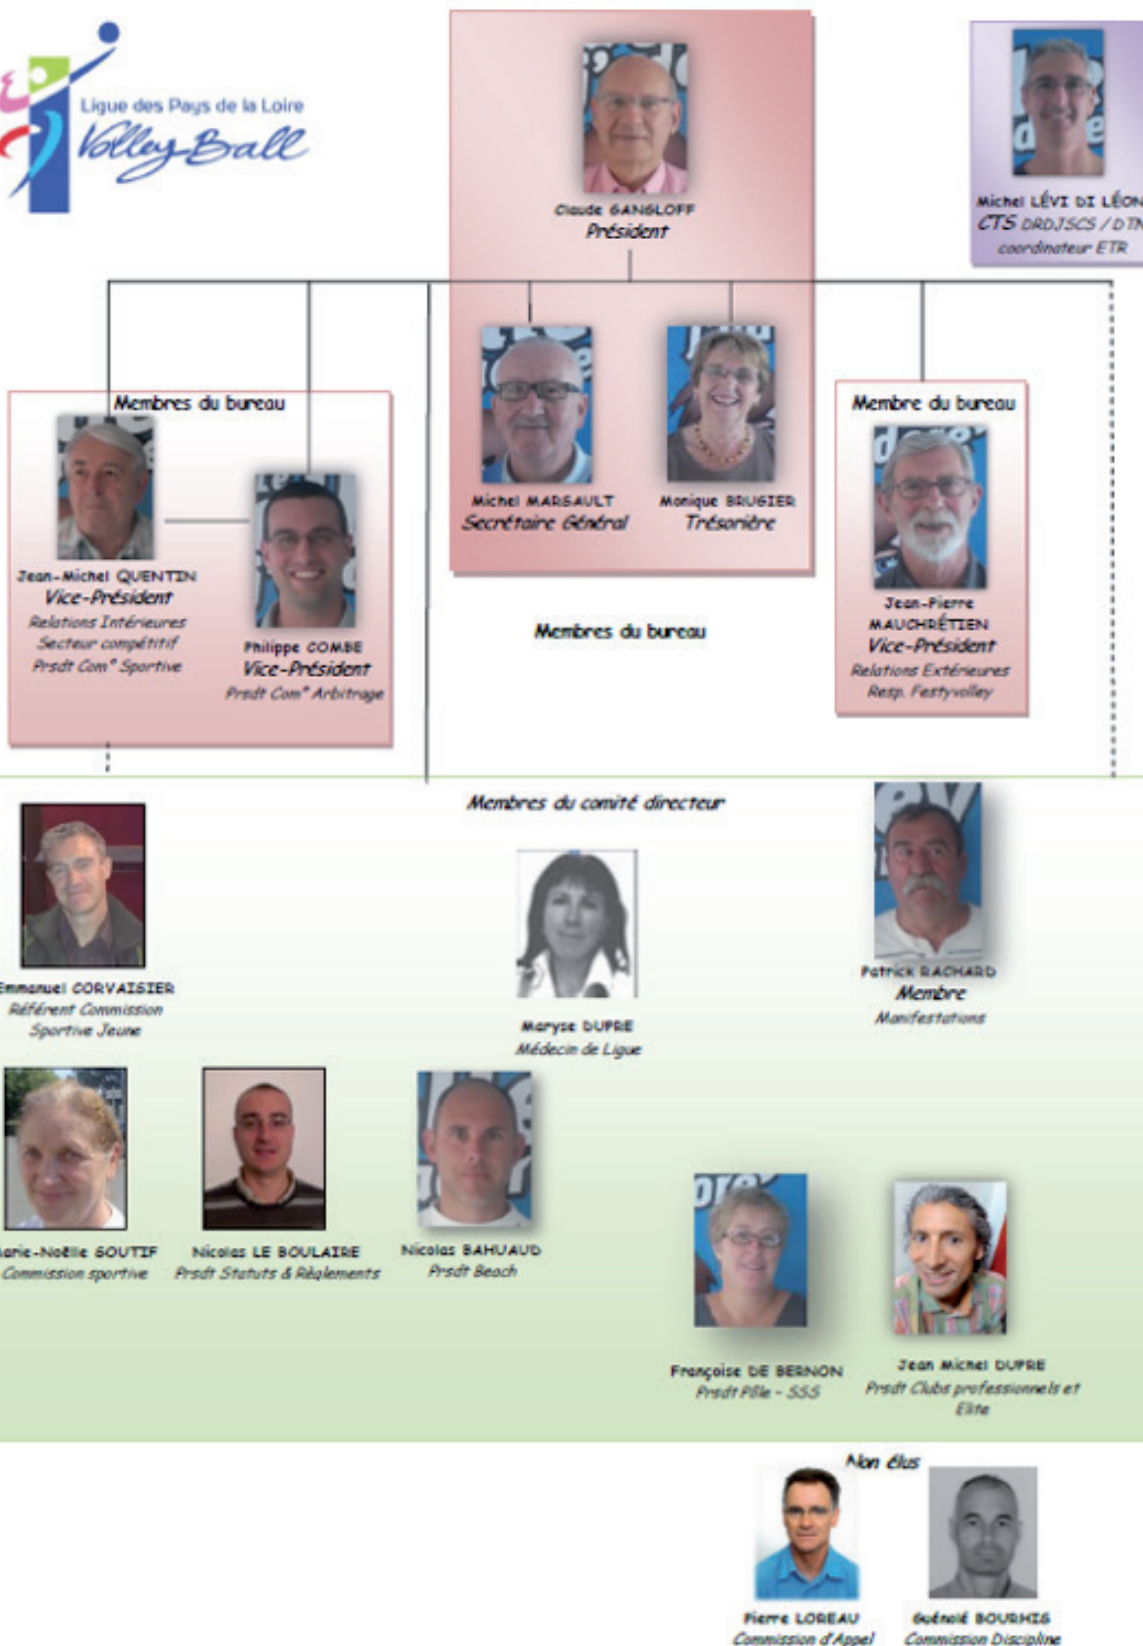 Ligue des Pays de la Loire
Volley-Ball
Claude GANGLOFF
Président
Michel LÉVI DI LÉON
CTS DRDJSCS / DTN
coordinateur ETR
Membres du bureau
Jean-Michel QUENTIN
Vice-Président
Relations Intérieures
Secteur compétitif
Prsdt Com° Sportive
Philippe COMBE
Vice-Président
Prsdt Com° Arbitrage
Michel MARGAULT
Secrétaire Général
Monique BRUGIER
Trésorière
Membres du bureau
Membre du bureau
Jean-Pierre
MAUCHRÉTIEN
Vice-Président
Relations Extérieures
Resp. Festyvolley
Membres du comité directeur
Emmanuel CORVAISIER
Référent Commission
Sportive Jeune
Maryse DUPRE
Médecin de Ligue
Patrick RACHARD
Membre
Manifestations
Marie-Noëlle SOUTIF
Commission sportive
Nicolas LE BOULAIRE
Prsdt Statuts & Règlements
Nicolas BAHUAUD
Prsdt Beach
Françoise DE BERNON
Prsdt Pôle - SSS
Jean Michel DUPRE
Prsdt Clubs professionnels et
Elite
Non élus
Pierre LOREAU
Commission d'Appel
Guénolé BOURHIS
Commission Discipline